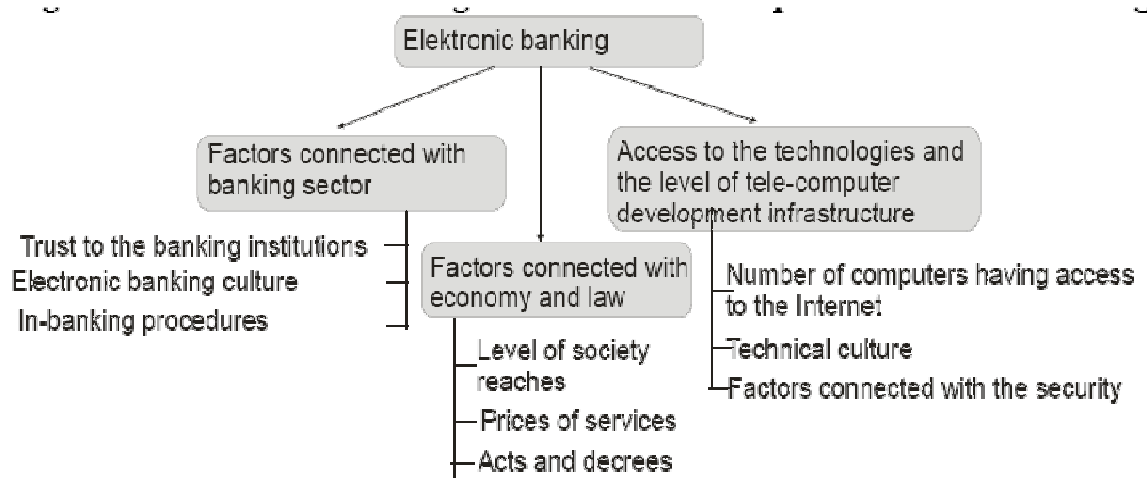 Elektronic banking
Factors connected with
banking sector
Trust to the banking institutions
Electronic banking culture
In-banking procedures
Factors connected with
economy and law
Level of society
reaches
Prices of services
Acts and decrees
Access to the technologies and
the level of tele-computer
development infrastructure
Number of computers having access
to the Internet
Technical culture
Factors connected with the security